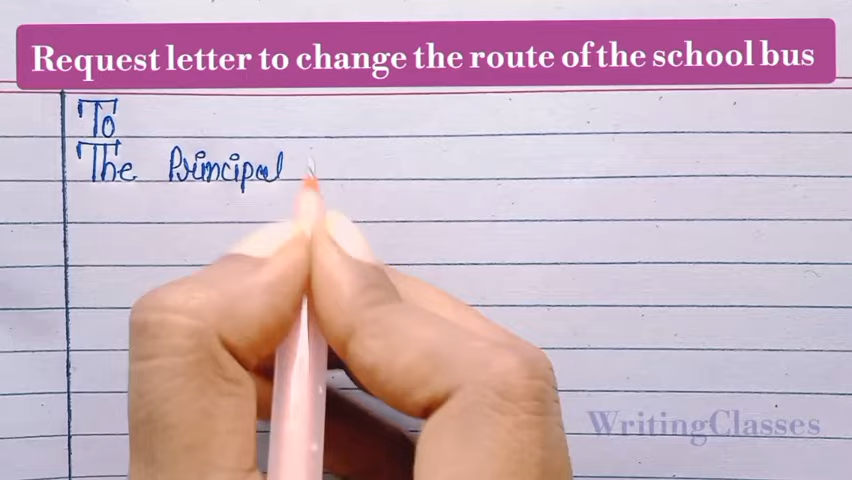 Request letter to change the route of the school bus
To
The Principal
WritingClasses